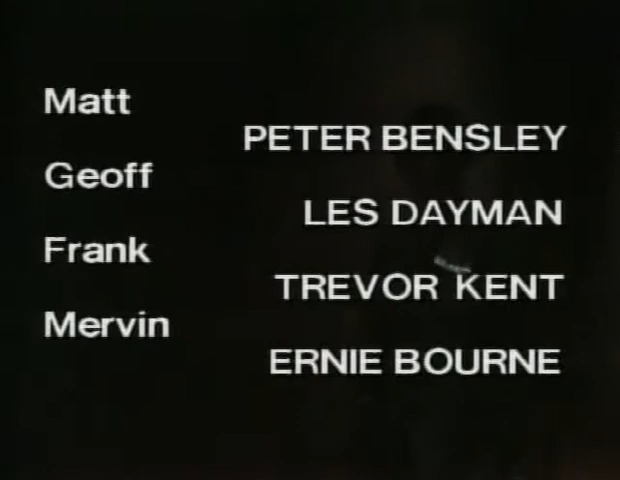 Matt
PETER BENSLEY
Geoff
LES DAYMAN
Frank
TREVOR KENT
Mervin
ERNIE BOURNE